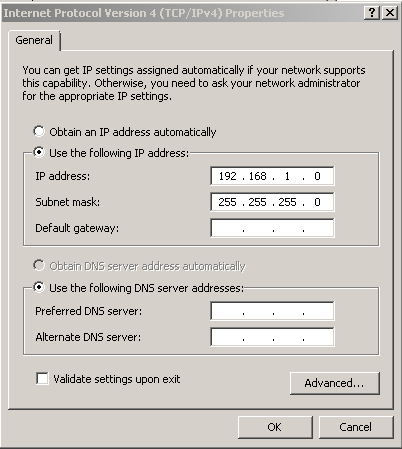 Internet Protocol Version 4 (TCP/IPv4) Properties
General
You can get IP settings assigned automatically if your network supports
this capability. Otherwise, you need to ask your network administrator
for the appropriate IP settings.
Obtain an IP address automatically
Use the following IP address:
IP address: 192 . 168 . 1 . 0
Subnet mask: 255 . 255 . 255 . 0
Default gateway: . . .
Obtain DNS server address automatically
Use the following DNS server addresses:
Preferred DNS server: . . .
Alternate DNS server: . . .
Validate settings upon exit
Advanced...
OK Cancel